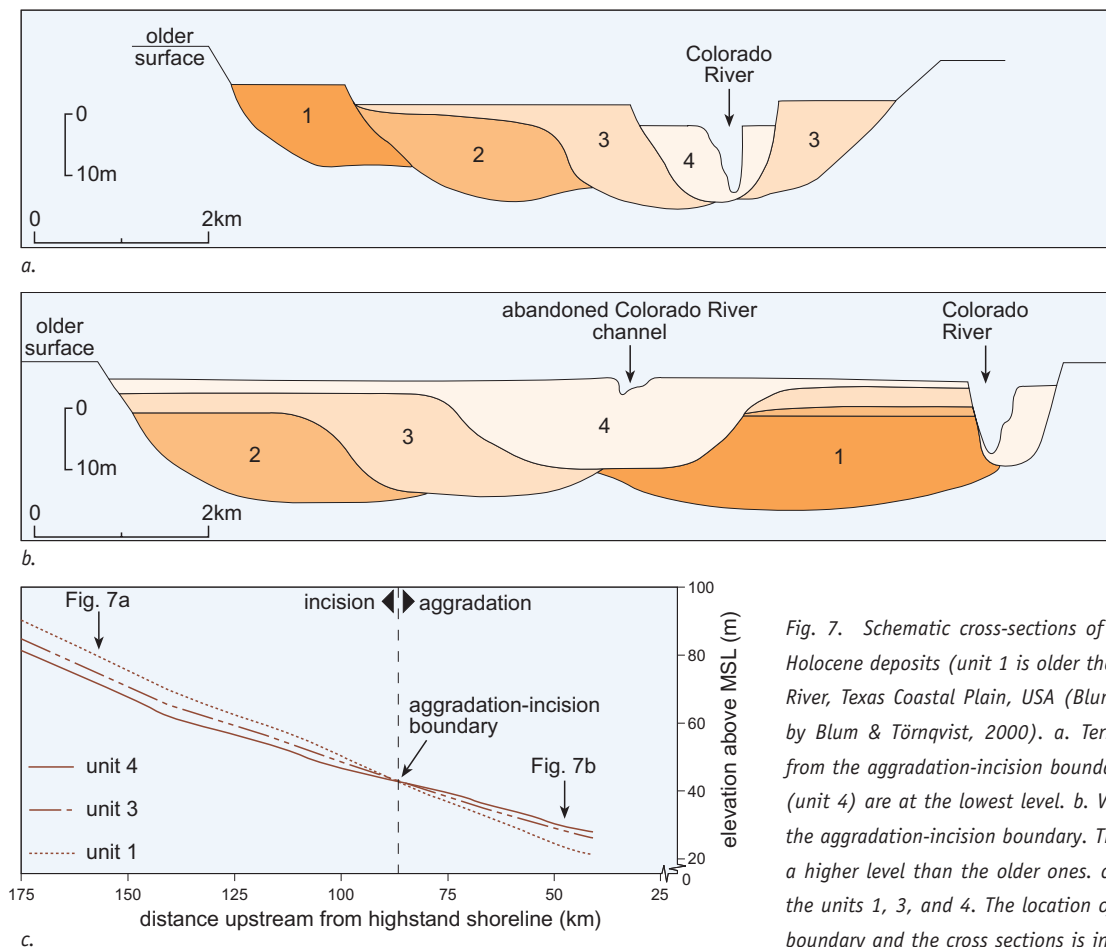 older
surface
Colorado
River
0
10m
1
2
3
4
3
0 2km
a.
older
surface
abandoned Colorado River
channel
Colorado
River
0
10m
2
3
4
1
0 2km
b.
Fig. 7a
incision aggradation
aggradation-incision
boundary
Fig. 7b
unit 4
unit 3
unit 1
100
80
60
40
20
0
elevation above MSL (m)
175 150 125 100 75 50 25 0
distance upstream from highstand shoreline (km)
c.
Fig. 7. Schematic cross-sections of
Holocene deposits (unit 1 is older tha
River, Texas Coastal Plain, USA (Blum
by Blum & Törnqvist, 2000). a. Terr
from the aggradation-incision bounda
(unit 4) are at the lowest level. b. V
the aggradation-incision boundary. Th
a higher level than the older ones. c
the units 1, 3, and 4. The location o
boundary and the cross sections is in